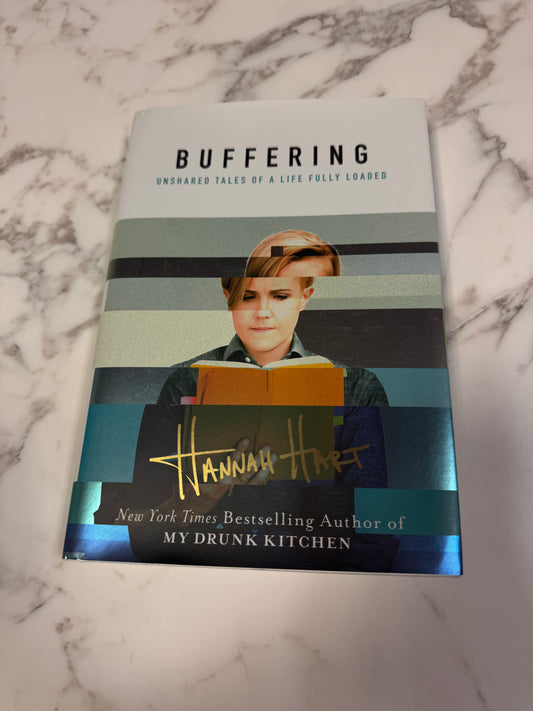 BUFFERING
UNSHARED TALES OF A LIFE FULLY LOADED
HANNAH HART
New York Times Bestselling Author of
MY DRUNK KITCHEN